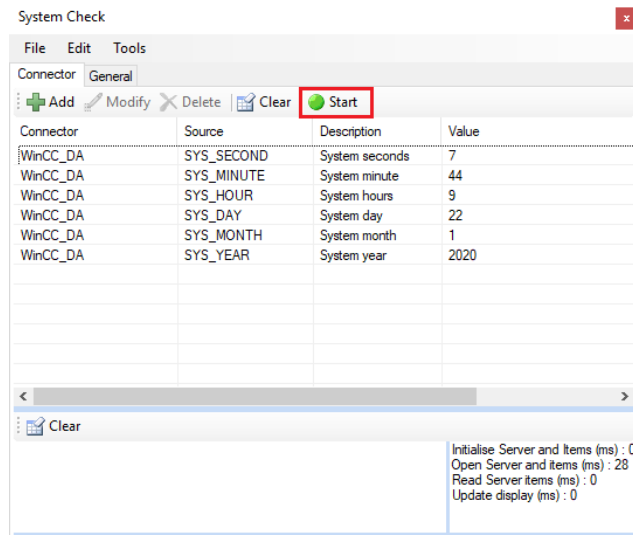 System Check
x
File Edit Tools
Connector General
Add Modify Delete Clear Start
Connector Source Description Value
WinCC_DA SYS_SECOND System seconds 7
WinCC_DA SYS_MINUTE System minute 44
WinCC_DA SYS_HOUR System hours 9
WinCC_DA SYS_DAY System day 22
WinCC_DA SYS_MONTH System month 1
WinCC_DA SYS_YEAR System year 2020
Clear
Initialise Server and Items (ms) : 0
Open Server and items (ms) : 28
Read Server items (ms) : 0
Update display (ms) : 0